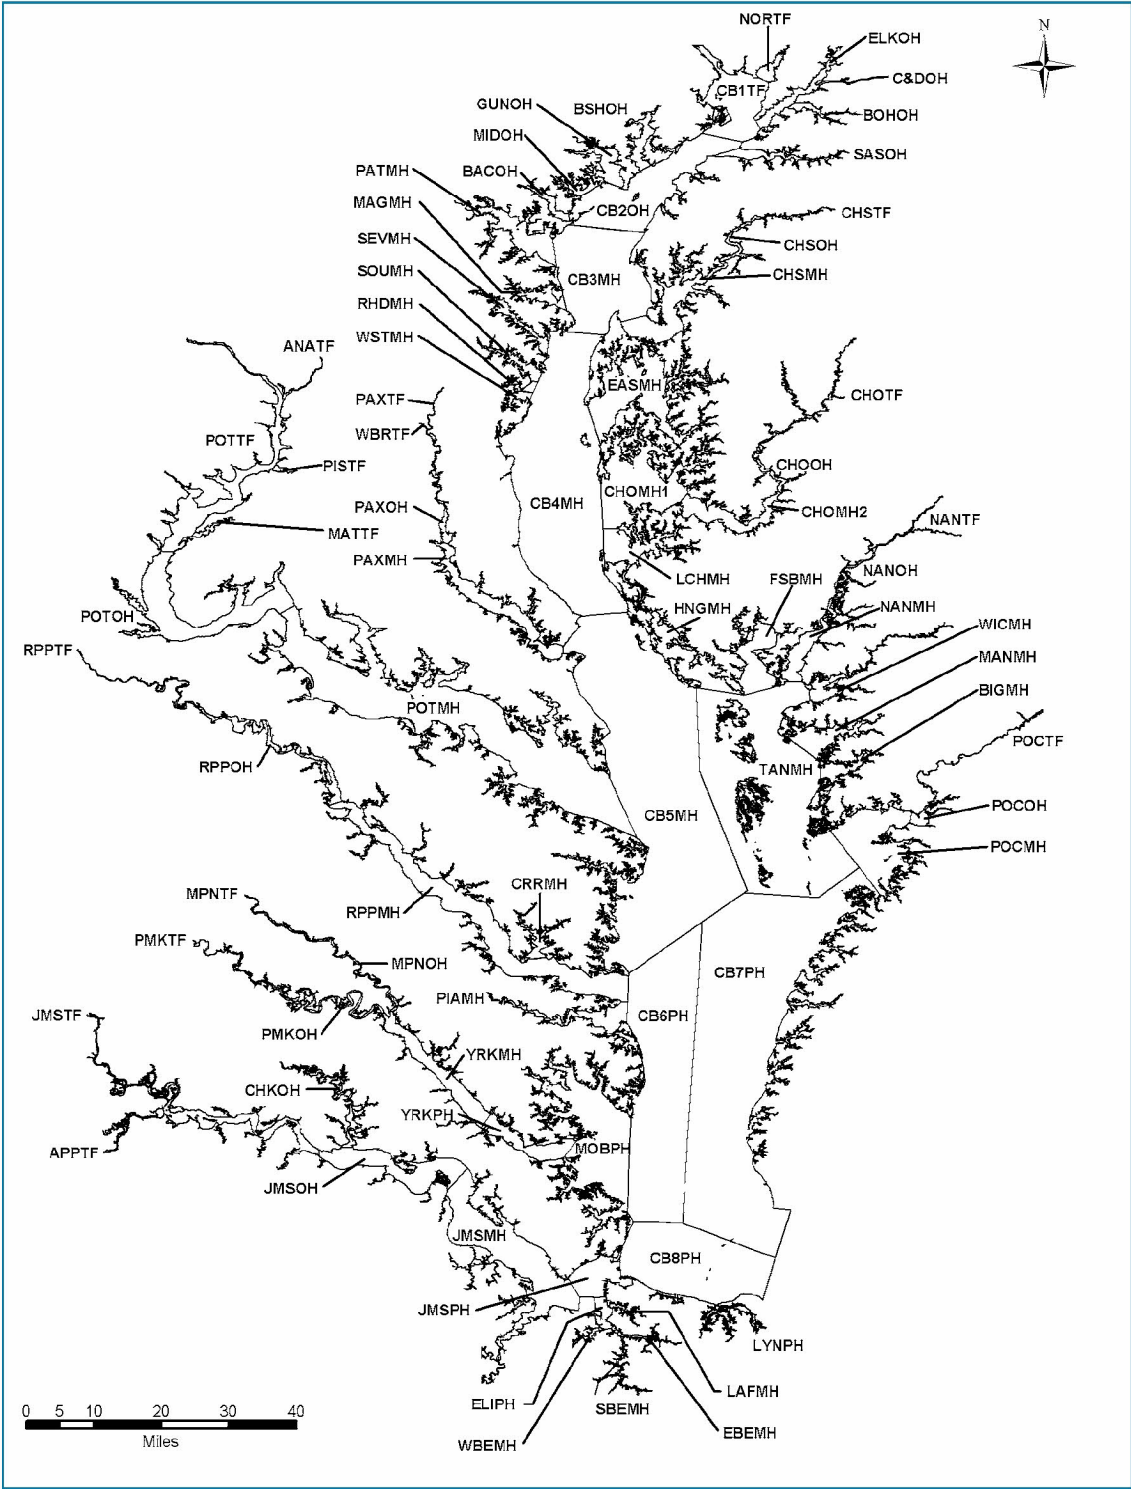 NORTF
N
ELKOH
C&DOH
CB1TF
GUNOH
BSHOH
BOHOH
MIDOH
SASOH
PATMH
BACOH
MAGMH
CB2OH
CHSTF
SEVMH
CHSOH
SOUMH
CB3MH
CHSMH
RHDMH
WSTMH
ANATF
EASMH
PAXTF
CHOTF
WBRTF
POTTF
PISTF
CHOOH
CHOMH1
CB4MH
PAXOH
CHOMH2
NANTF
MATTF
PAXMH
NANOH
LCHMH
FSBMH
HNGMH
NANMH
POTOH
WICMH
RPPTF
MANMH
BIGMH
POTMH
POCTF
RPPOH
TANMH
POCOH
CB5MH
POCMH
CRRMH
MPNTF
RPPMH
PMKTF
MPNOH
CB7PH
PIAMH
JMSTF
CB6PH
PMKOH
YRKMH
CHKOH
YRKPH
APPTF
MOBPH
JMSOH
JMSMH
CB8PH
JMSPH
LYNPH
LAFMH
ELIPH
SBEMH
EBEMH
WBEMH
0 5 10 20 30 40
Miles